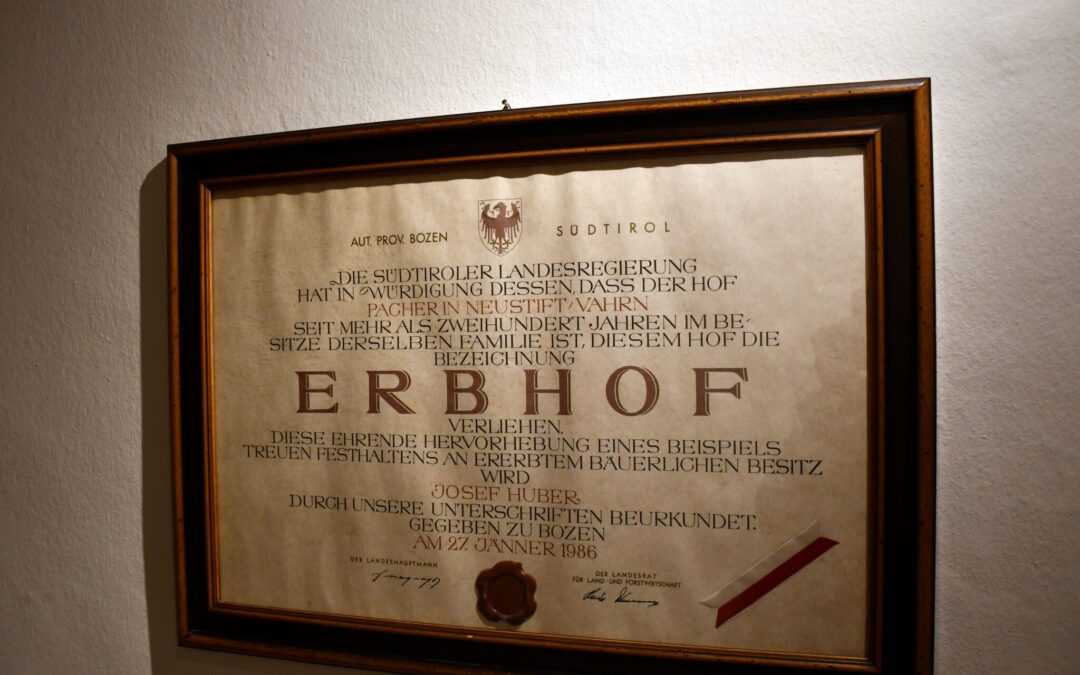 AUT. PROV. BOZEN SÜDTIROL
DIE SÜDTIROLER LANDESREGIERUNG
HAT IN WÜRDIGUNG DESSEN, DASS DER HOF
PACHER IN NEUSTIFT/VAHRN
SEIT MEHR ALS ZWEIHUNDERT JAHREN IM BE-
SITZE DERSELBEN FAMILIE IST, DIESEM HOF DIE
BEZEICHNUNG
ERBHOF
VERLIEHEN.
DIESE EHRENDE HERVORHEBUNG EINES BEISPIELS
TREUEN FESTHALTENS AN ERERBTEM BÄUERLICHEN BESITZ
WIRD
JOSEF HUBER
DURCH UNSERE UNTERSCHRIFTEN BEURKUNDET.
GEGEBEN ZU BOZEN
AM 27. JÄNNER 1986
DER LANDESHAUPTMANN
DER LANDESRAT
FÜR LAND- UND FORSTWIRTSCHAFT